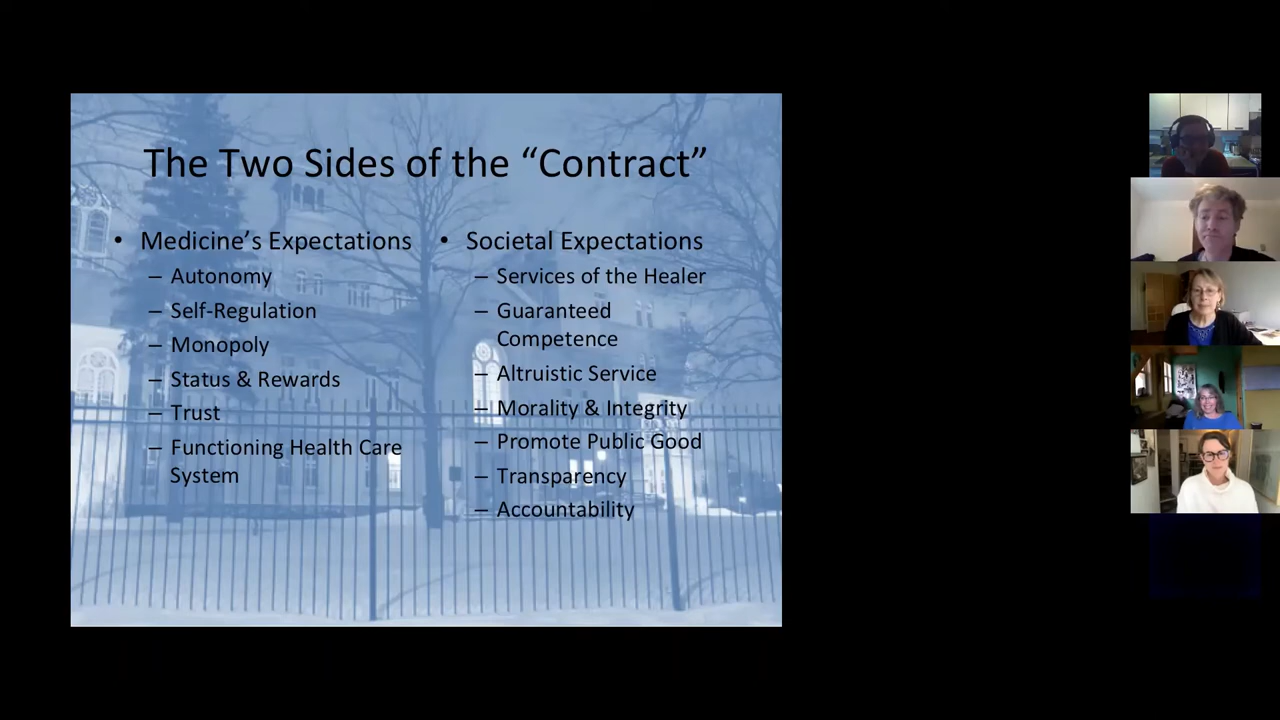 The Two Sides of the “Contract”
• Medicine’s Expectations
– Autonomy
– Self-Regulation
– Monopoly
– Status & Rewards
– Trust
– Functioning Health Care
System
• Societal Expectations
– Services of the Healer
– Guaranteed
Competence
– Altruistic Service
– Morality & Integrity
– Promote Public Good
– Transparency
– Accountability